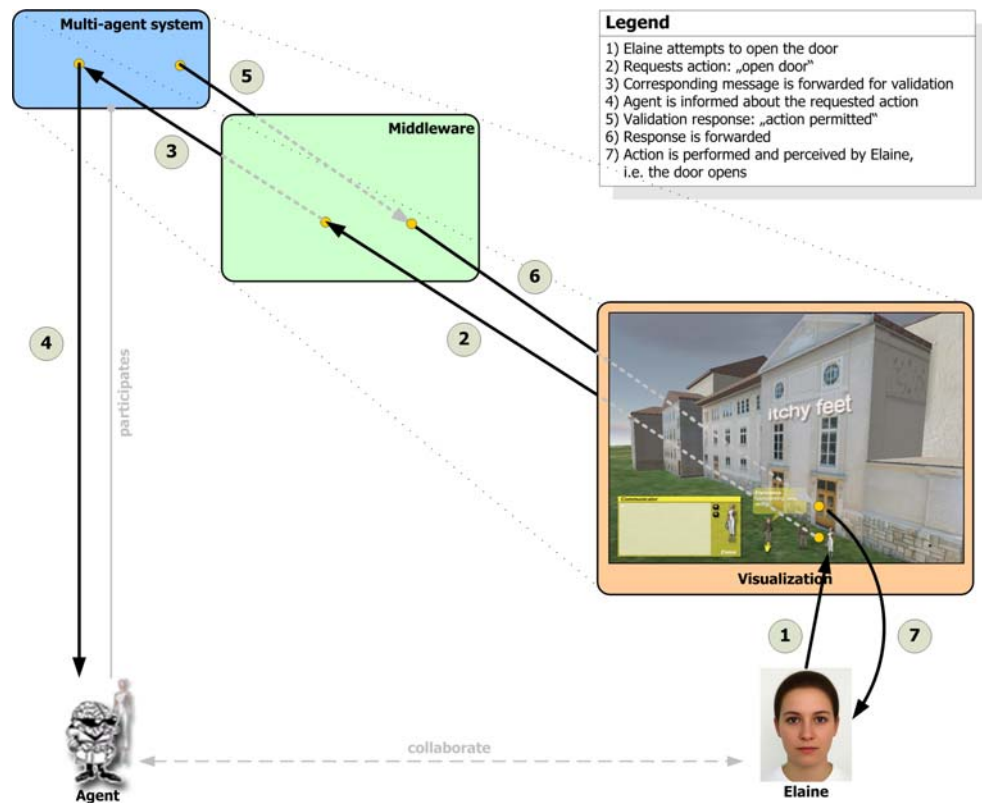 Multi-agent system
Legend
1) Elaine attempts to open the door
2) Requests action: „open door“
3) Corresponding message is forwarded for validation
4) Agent is informed about the requested action
5) Validation response: „action permitted“
6) Response is forwarded
7) Action is performed and perceived by Elaine,
i.e. the door opens
5
Middleware
3
6
2
4
participates
itchy feet
Communicator
Elaine
Visualization
1
7
collaborate
Agent
Elaine